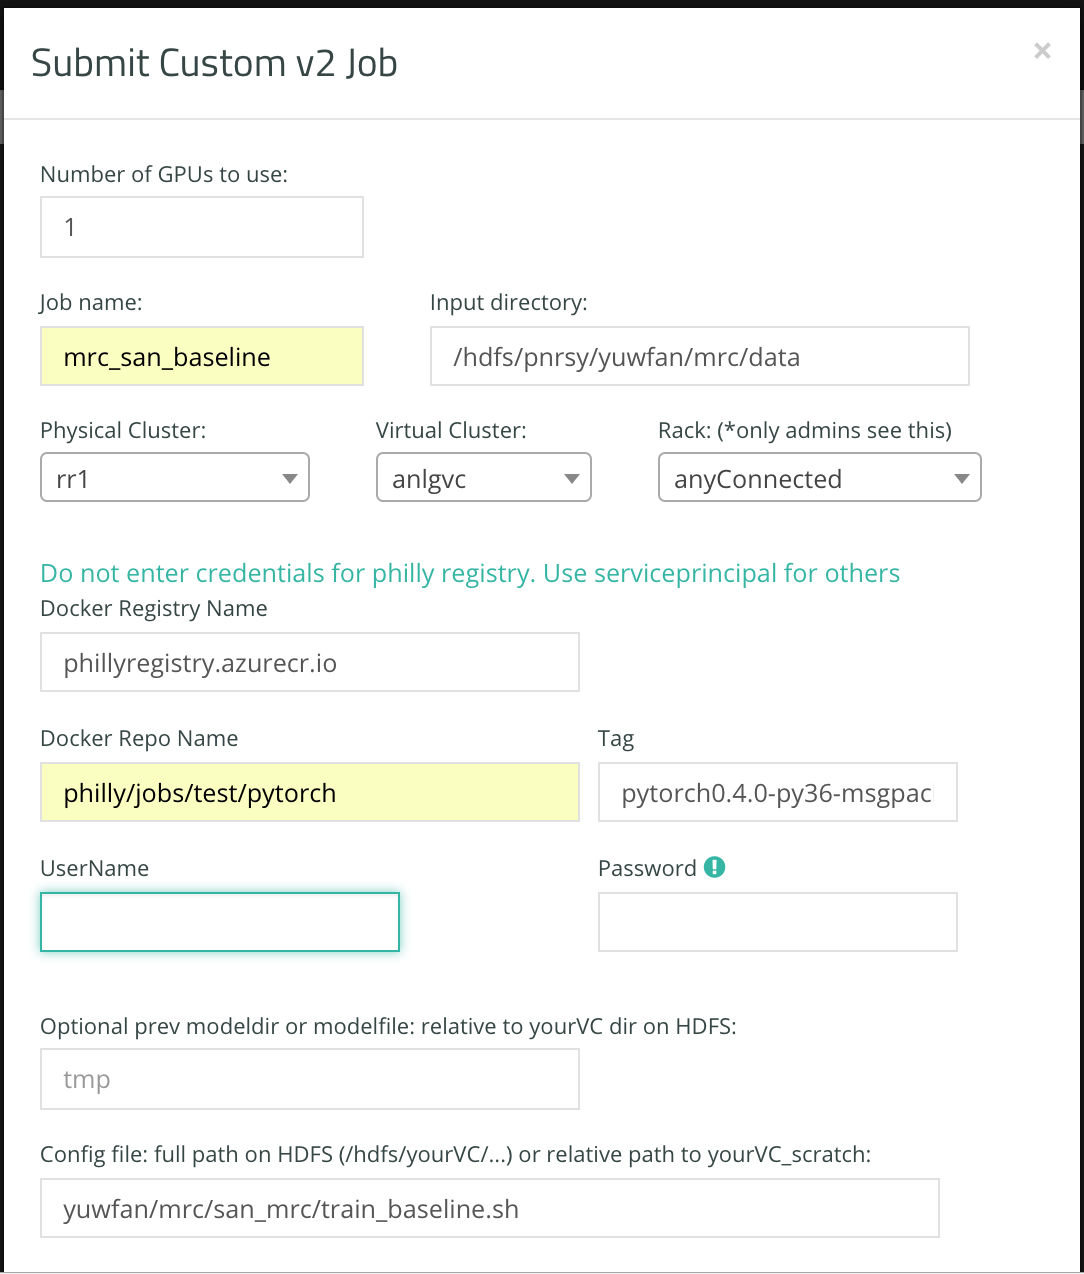 Submit Custom v2 Job
×
Number of GPUs to use:
1
Job name:
Input directory:
mrc_san_baseline
/hdfs/pnrsy/yuwfan/mrc/data
Physical Cluster:
Virtual Cluster:
Rack: (*only admins see this)
rr1
anlgvc
anyConnected
Do not enter credentials for philly registry. Use serviceprincipal for others
Docker Registry Name
phillyregistry.azurecr.io
Docker Repo Name
Tag
philly/jobs/test/pytorch
pytorch0.4.0-py36-msgpac
UserName
Password
Optional prev modeldir or modelfile: relative to yourVC dir on HDFS:
tmp
Config file: full path on HDFS (/hdfs/yourVC/...) or relative path to yourVC_scratch:
yuwfan/mrc/san_mrc/train_baseline.sh